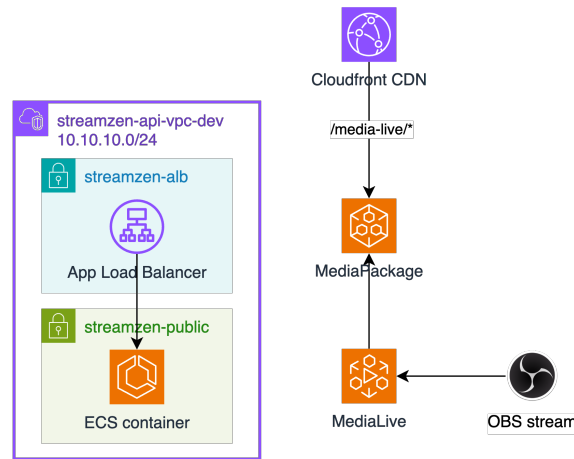 Cloudfront CDN
streamzen-api-vpc-dev
10.10.10.0/24
/media-live/*
streamzen-alb
App Load Balancer
MediaPackage
streamzen-public
ECS container
MediaLive
OBS stream